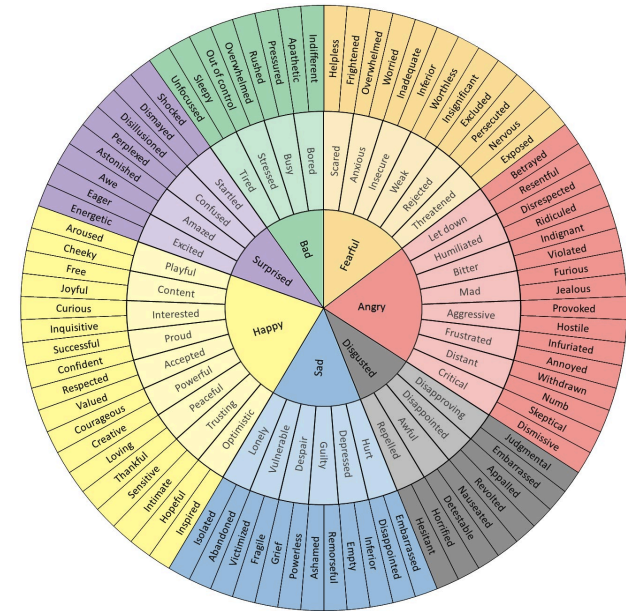 Fearful
Angry
Disgusted
Sad
Happy
Surprised
Bad
Scared
Anxious
Insecure
Weak
Rejected
Threatened
Let down
Humiliated
Bitter
Mad
Aggressive
Frustrated
Distant
Critical
Disapproving
Disappointed
Awful
Repelled
Hurt
Depressed
Guilty
Despair
Vulnerable
Lonely
Optimistic
Trusting
Peaceful
Powerful
Accepted
Proud
Interested
Content
Playful
Excited
Amazed
Confused
Startled
Tired
Stressed
Busy
Bored
Helpless
Frightened
Overwhelmed
Worried
Inadequate
Inferior
Worthless
Insignificant
Excluded
Persecuted
Nervous
Exposed
Betrayed
Resentful
Disrespected
Ridiculed
Indignant
Violated
Furious
Jealous
Provoked
Hostile
Infuriated
Annoyed
Withdrawn
Numb
Skeptical
Dismissive
Judgmental
Embarrassed
Appalled
Revolted
Nauseated
Detestable
Horrified
Hesitant
Embarrassed
Disappointed
Inferior
Empty
Remorseful
Ashamed
Powerless
Grief
Fragile
Victimized
Abandoned
Isolated
Inspired
Hopeful
Intimate
Sensitive
Thankful
Loving
Creative
Courageous
Valued
Respected
Confident
Successful
Inquisitive
Curious
Joyful
Free
Cheeky
Aroused
Energetic
Eager
Awe
Astonished
Perplexed
Disillusioned
Dismayed
Shocked
Unfocussed
Sleepy
Out of control
Overwhelmed
Rushed
Pressured
Apathetic
Indifferent